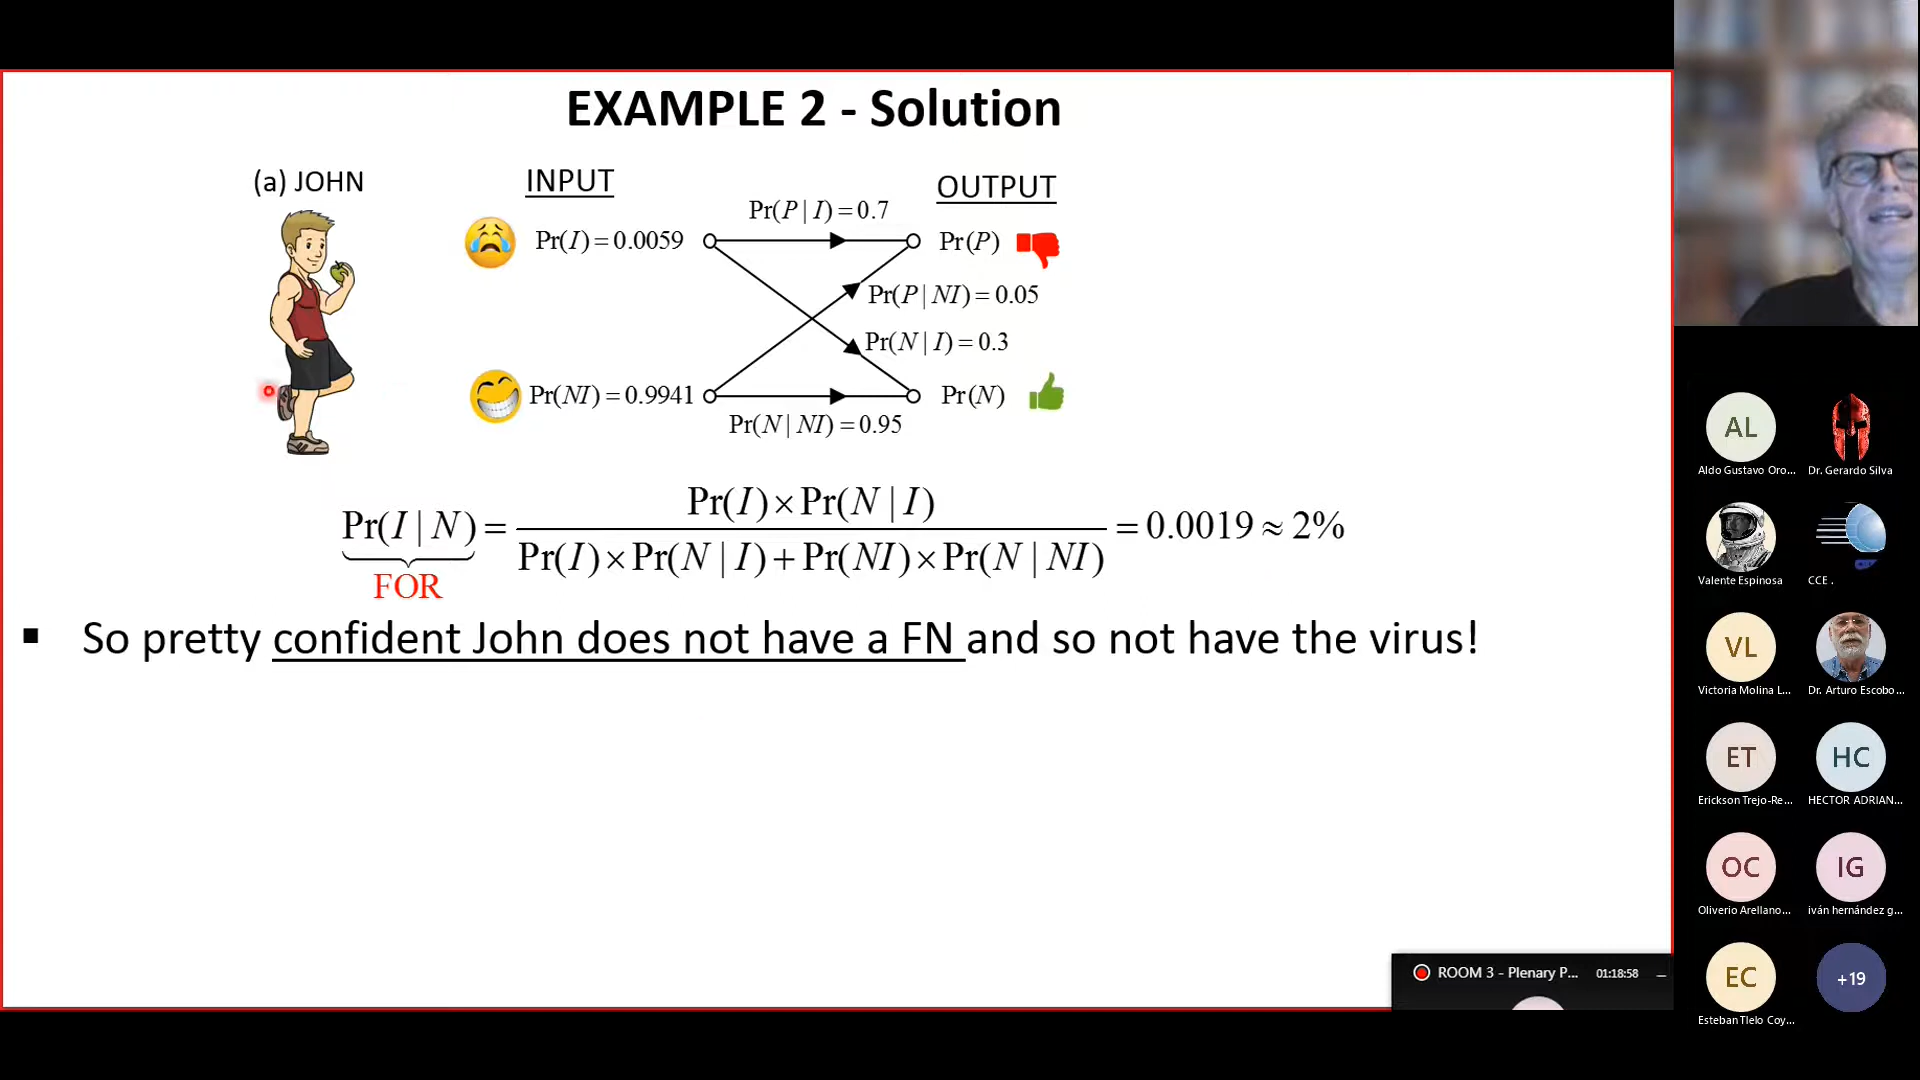 EXAMPLE 2 - Solution
(a) JOHN
INPUT
OUTPUT
Pr(P | I) = 0.7
Pr(I) = 0.0059
Pr(P)
Pr(P | NI) = 0.05
Pr(N | I) = 0.3
Pr(NI) = 0.9941
Pr(N)
Pr(N | NI) = 0.95
Pr(I | N) = Pr(I) × Pr(N | I) / Pr(I) × Pr(N | I) + Pr(NI) × Pr(N | NI) = 0.0019 ≈ 2%
FOR
▪ So pretty confident John does not have a FN and so not have the virus!
ROOM 3 - Plenary P... 01:18:58
AL
Aldo Gustavo Oro...
Dr. Gerardo Silva
Valente Espinosa
CCE .
VL
Victoria Molina L...
Dr. Arturo Escobo...
ET
HC
Erickson Trejo-Re...
HECTOR ADRIAN...
OC
IG
Oliverio Arellano...
iván hernández g...
EC
+19
Esteban Tlelo Coy...